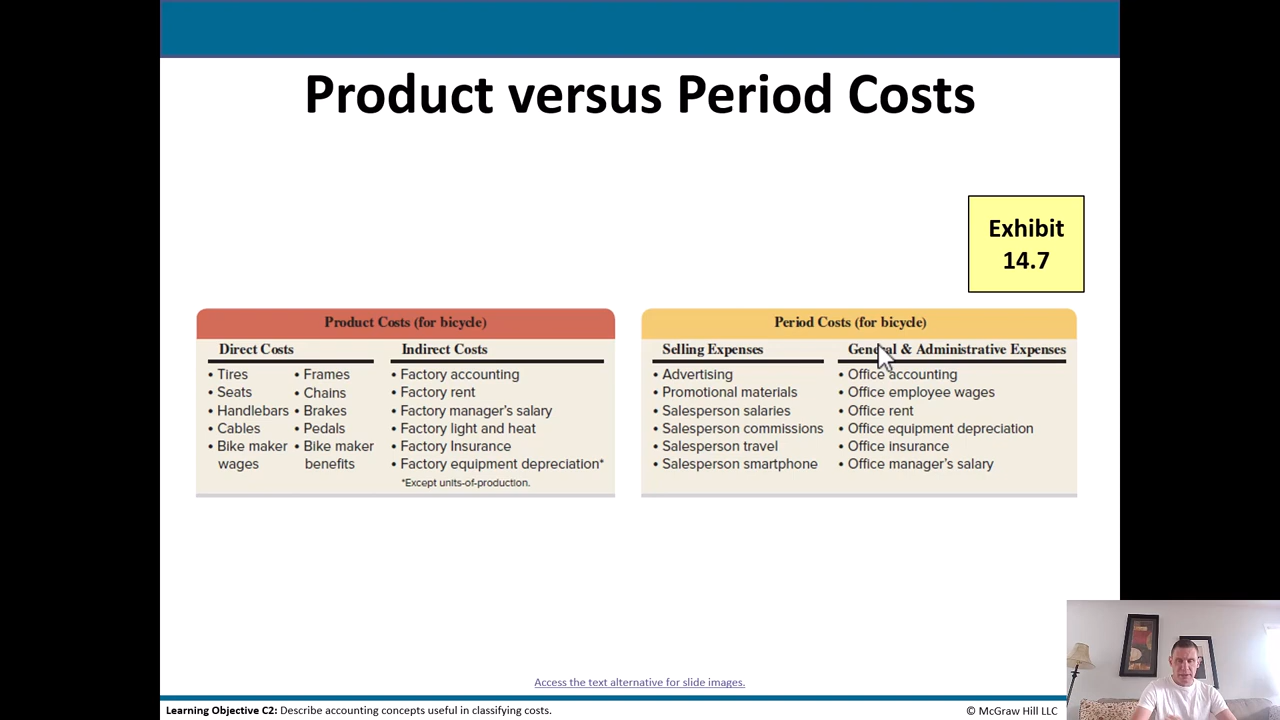 Product versus Period Costs
Exhibit
14.7
Product Costs (for bicycle)
Direct Costs
• Tires
• Seats
• Handlebars
• Cables
• Bike maker
wages
• Frames
• Chains
• Brakes
• Pedals
• Bike maker
benefits
Indirect Costs
• Factory accounting
• Factory rent
• Factory manager's salary
• Factory light and heat
• Factory Insurance
• Factory equipment depreciation*
*Except units-of-production.
Period Costs (for bicycle)
Selling Expenses
• Advertising
• Promotional materials
• Salesperson salaries
• Salesperson commissions
• Salesperson travel
• Salesperson smartphone
General & Administrative Expenses
• Office accounting
• Office employee wages
• Office rent
• Office equipment depreciation
• Office insurance
• Office manager's salary
Access the text alternative for slide images.
Learning Objective C2: Describe accounting concepts useful in classifying costs.
© McGraw Hill LLC